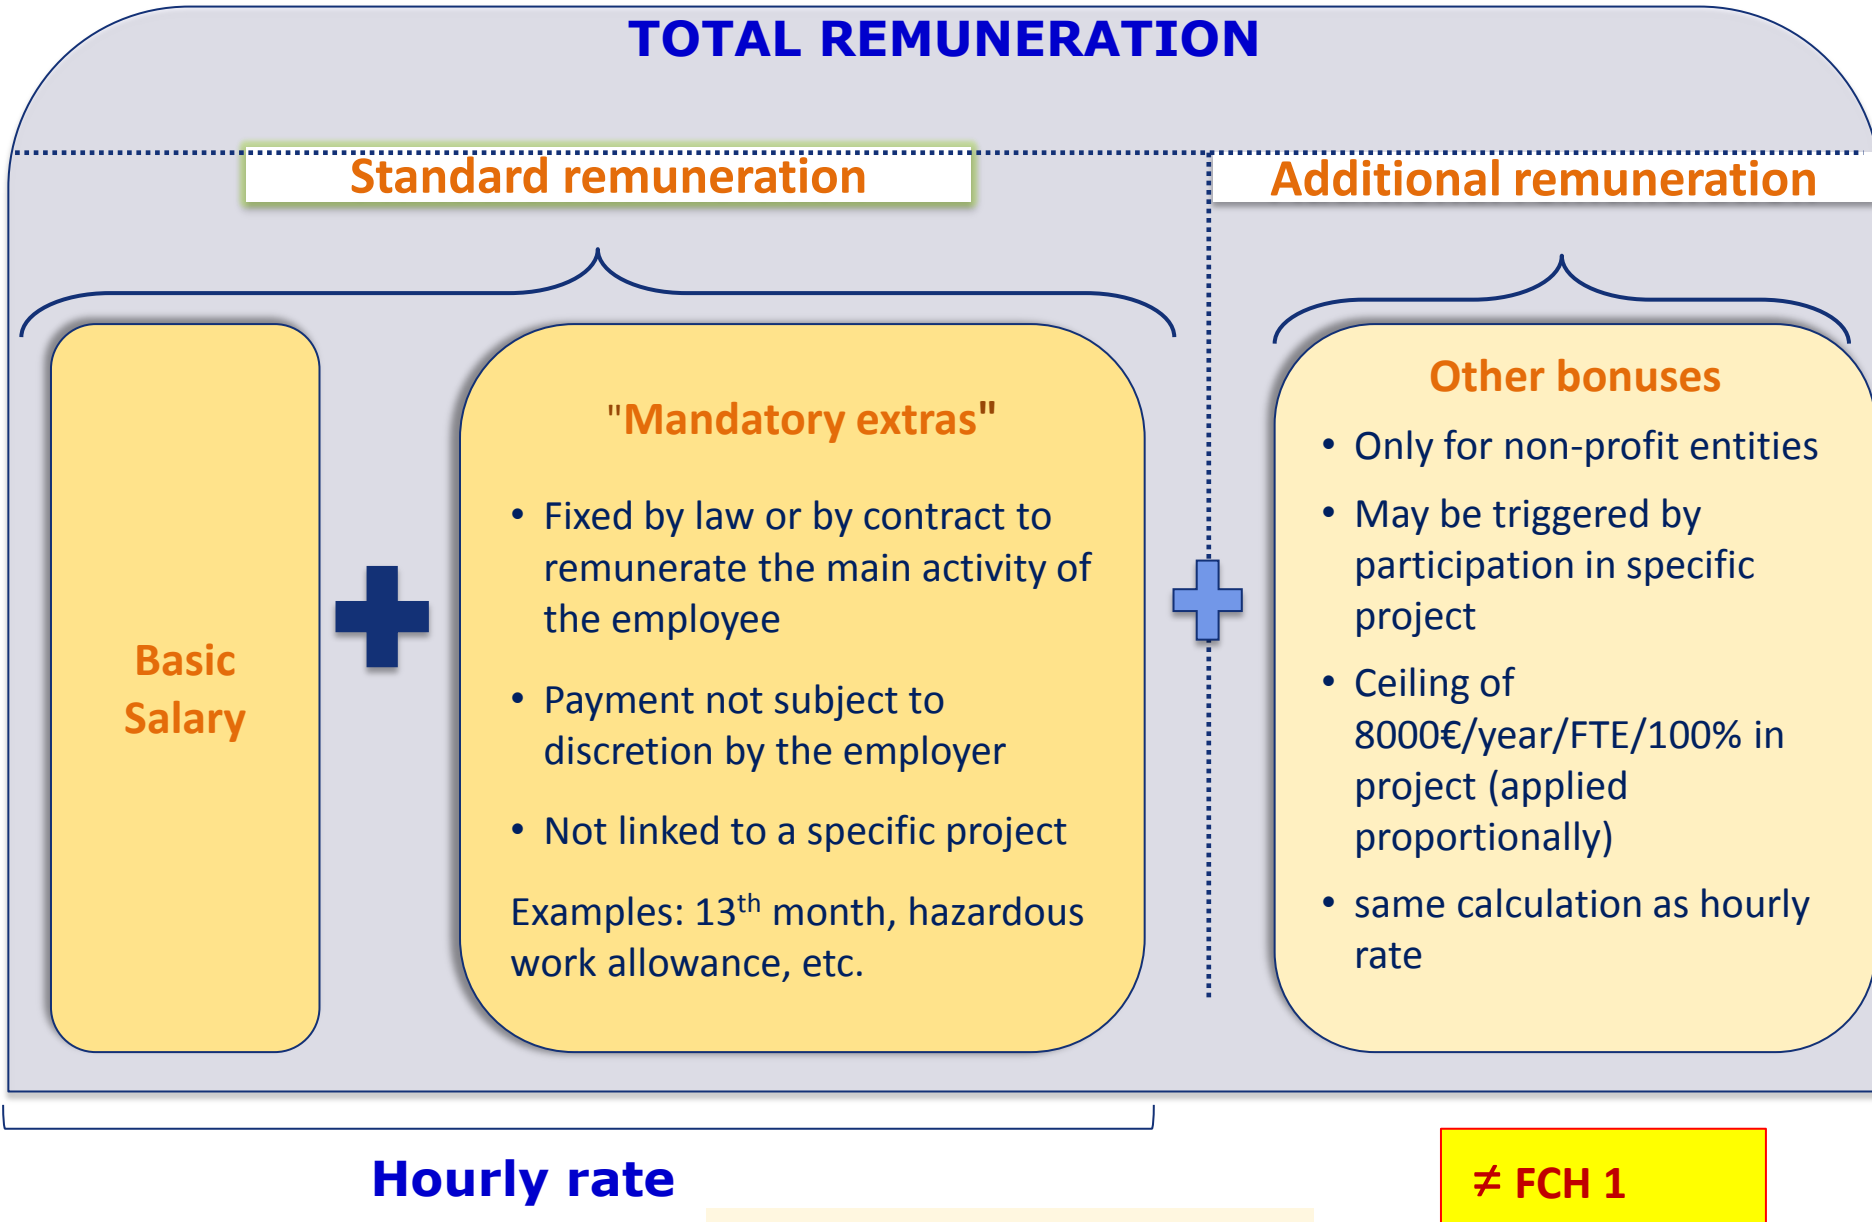 TOTAL REMUNERATION
Standard remuneration
Additional remuneration
Basic
Salary
"Mandatory extras"
• Fixed by law or by contract to
remunerate the main activity of
the employee
• Payment not subject to
discretion by the employer
• Not linked to a specific project
Examples: 13th month, hazardous
work allowance, etc.
Other bonuses
• Only for non-profit entities
• May be triggered by
participation in specific
project
• Ceiling of
8000€/year/FTE/100% in
project (applied
proportionally)
• same calculation as hourly
rate
Hourly rate
≠ FCH 1